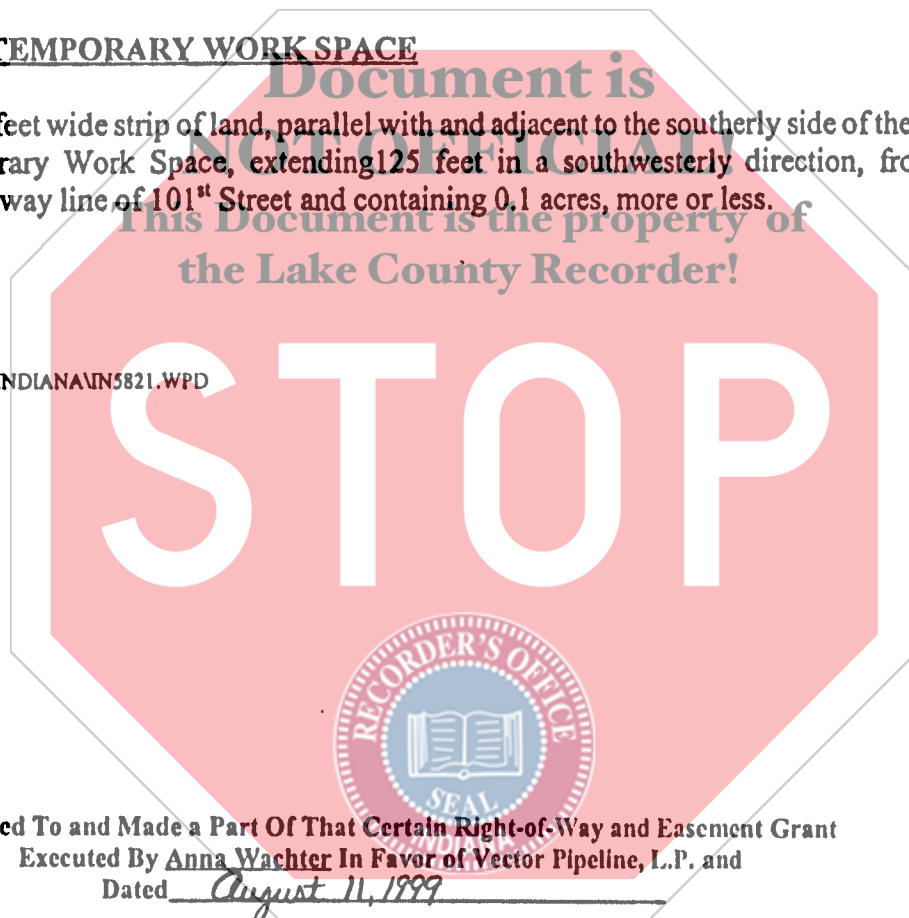 TEMPORARY WORK SPACE
Document is
feet wide strip of land, parallel with and adjacent to the southerly side of the
NOT OFFICIAL!
rary Work Space, extending125 feet in a southwesterly direction, fro
way line of 101st Street and containing 0.1 acres, more or less.
This Document is the property of
the Lake County Recorder!
NDIANA\IN5821.WPD
STOP
RECORDER'S OFFICE
SEAL
INDIANA
ed To and Made a Part Of That Certain Right-of-Way and Easement Grant
Executed By Anna Wachter In Favor of Vector Pipeline, L.P. and
Dated August 11, 1999